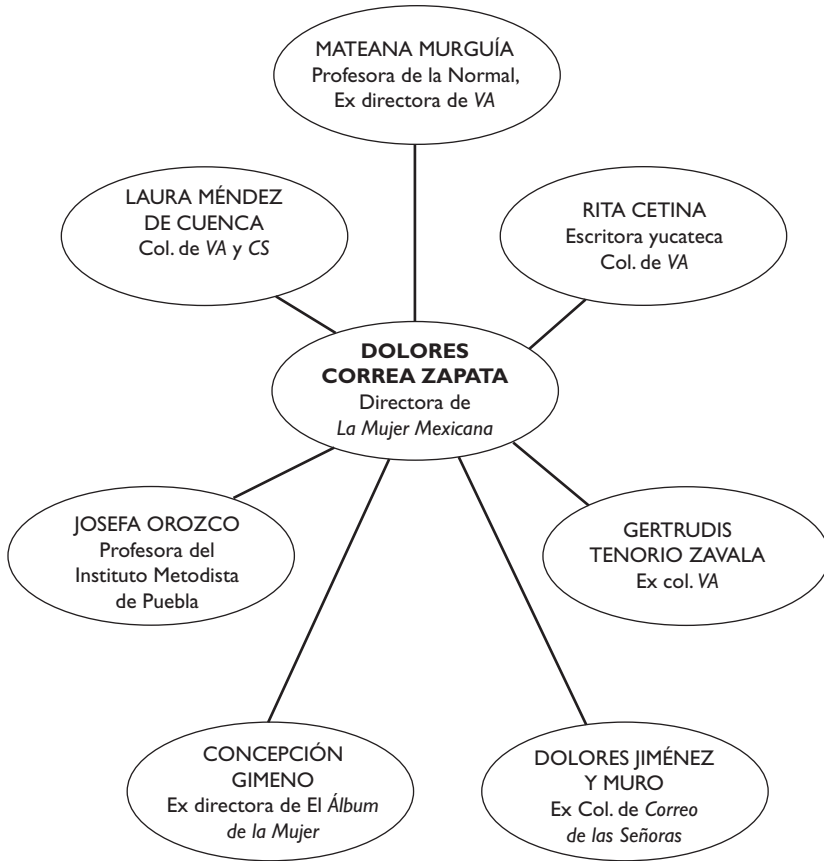 MATEANA MURGUÍA
Profesora de la Normal,
Ex directora de VA
LAURA MÉNDEZ
DE CUENCA
Col. de VA y CS
RITA CETINA
Escritora yucateca
Col. de VA
DOLORES
CORREA ZAPATA
Directora de
La Mujer Mexicana
JOSEFA OROZCO
Profesora del
Instituto Metodista
de Puebla
GERTRUDIS
TENORIO ZAVALA
Ex col. VA
CONCEPCIÓN
GIMENO
Ex directora de El Álbum
de la Mujer
DOLORES JIMÉNEZ
Y MURO
Ex Col. de Correo
de las Señoras